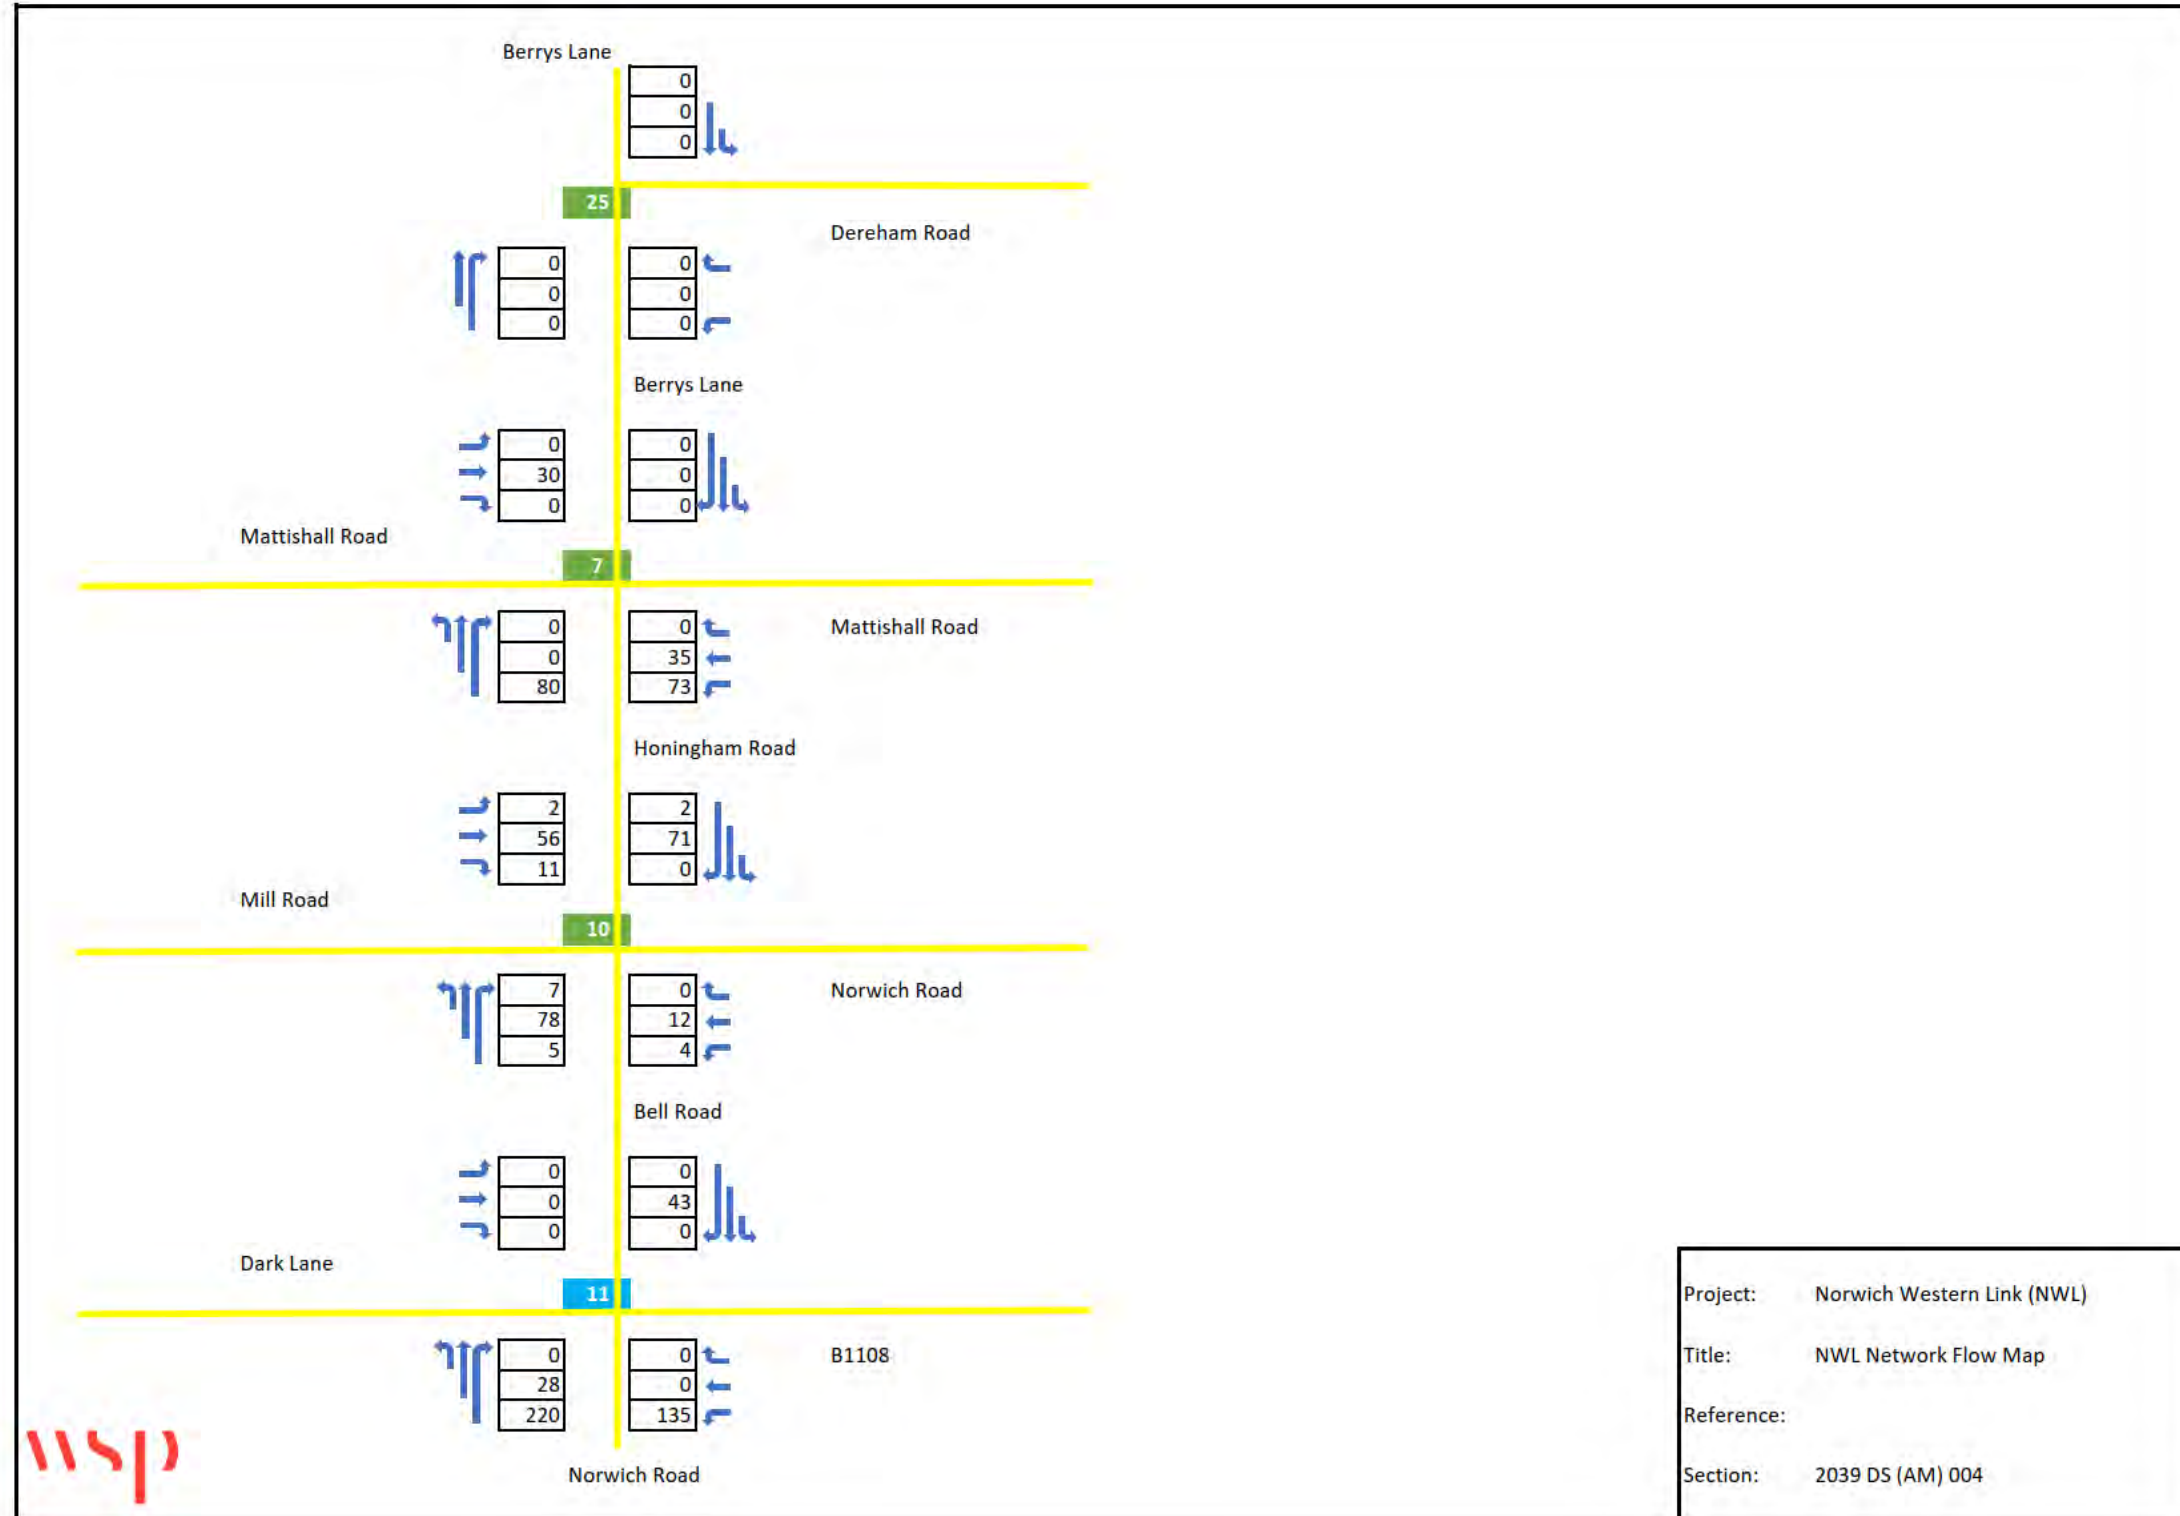 Berrys Lane
0
0
0
25
Dereham Road
0 0
0 0
0 0
Berrys Lane
0 0
30 0
0 0
Mattishall Road
7
0 0 Mattishall Road
0 35
80 73
Honingham Road
2 2
56 71
11 0
Mill Road
10
7 0 Norwich Road
78 12
5 4
Bell Road
0 0
0 43
0 0
Dark Lane
11
0 0 B1108
28 0
220 135
Norwich Road
wsp
Project: Norwich Western Link (NWL)
Title: NWL Network Flow Map
Reference:
Section: 2039 DS (AM) 004